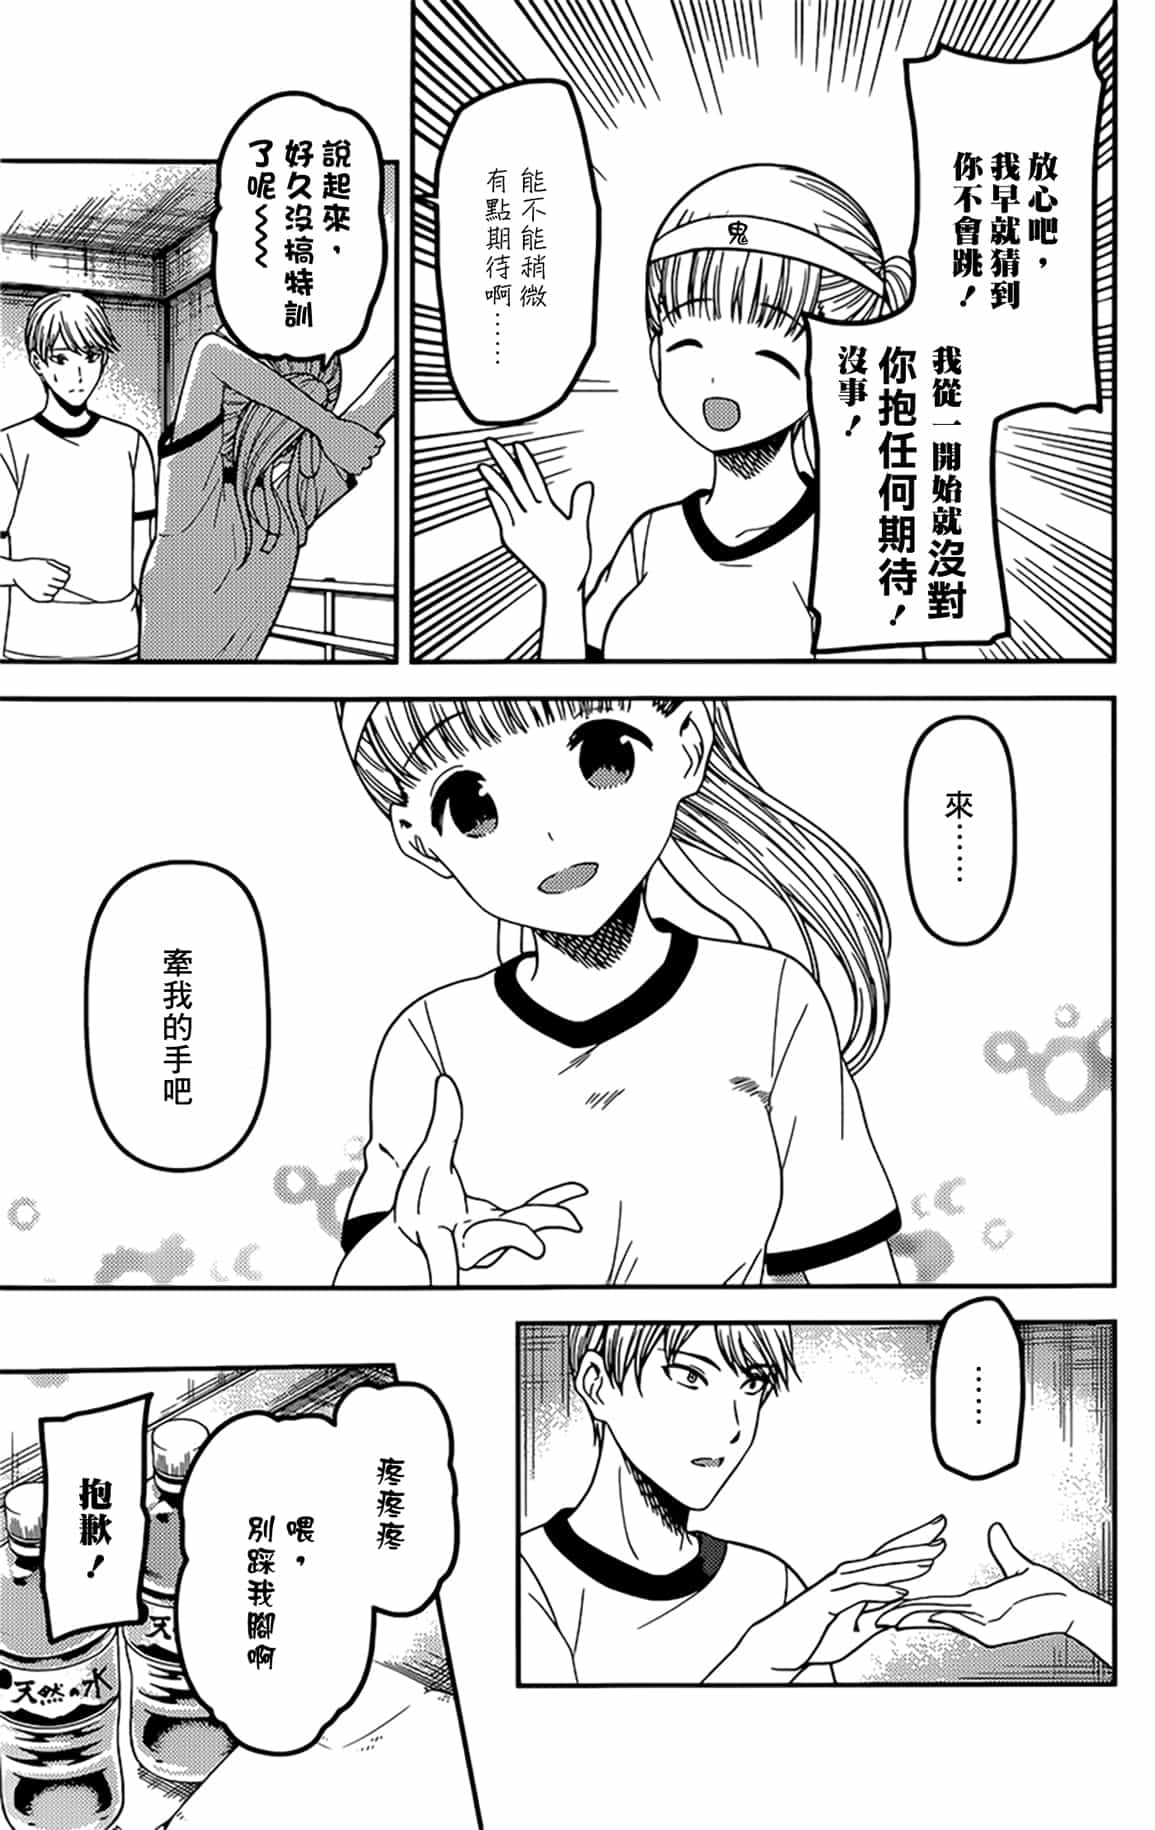 放心吧，
我早就猜到
你不會跳！
我從一開始就沒對
你抱任何期待！
沒事！
鬼
能不能稍微
有點期待啊……
說起來，
好久沒搞特訓
了呢～～～
來……
牽我的手吧
……
疼疼疼
喂，
別踩我腳啊
抱歉！
天
天然の水